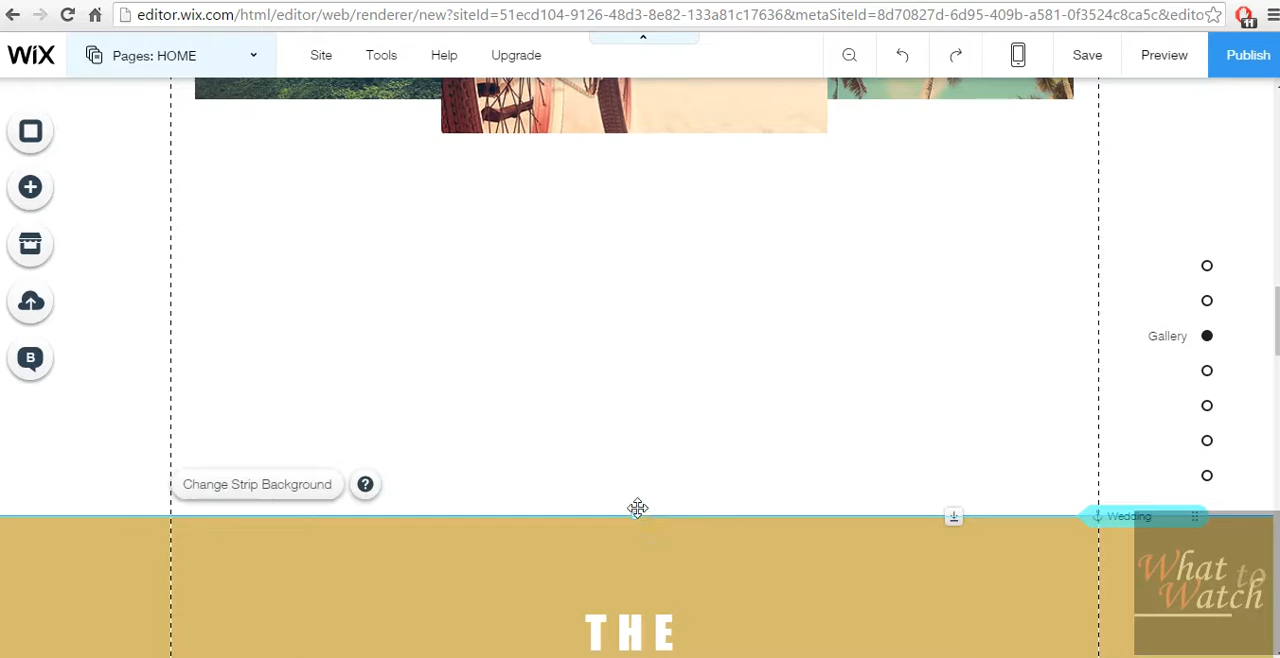 editor.wix.com/html/editor/web/renderer/new?siteId=51ecd104-9126-48d3-8e82-133a81c17636&metaSiteId=8d70827d-6d95-409b-a581-0f3524c8ca5c&edito
11
WiX Pages: HOME Site Tools Help Upgrade Save Preview Publish
B
Gallery
Change Strip Background ?
Wedding
What to
Watch
THE